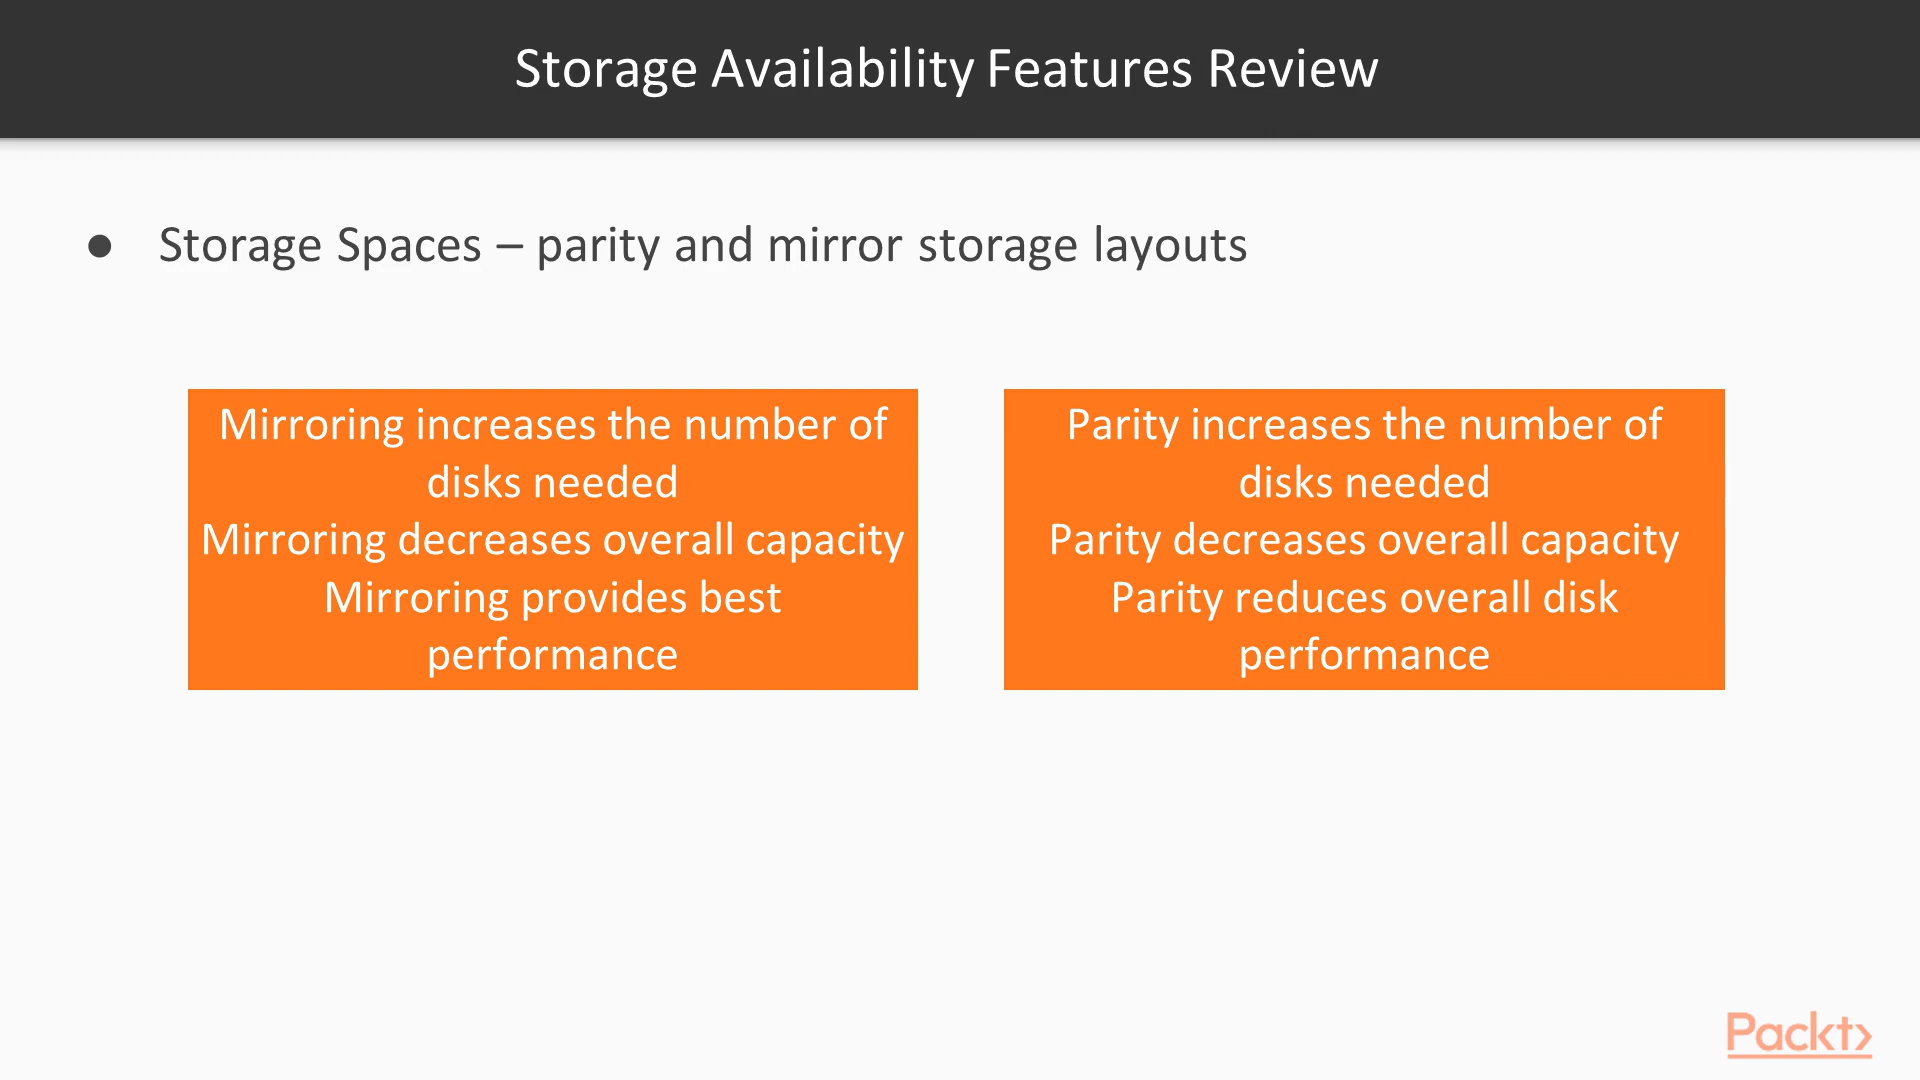 Storage Availability Features Review
● Storage Spaces – parity and mirror storage layouts
Mirroring increases the number of
disks needed
Mirroring decreases overall capacity
Mirroring provides best
performance
Parity increases the number of
disks needed
Parity decreases overall capacity
Parity reduces overall disk
performance
Packt>